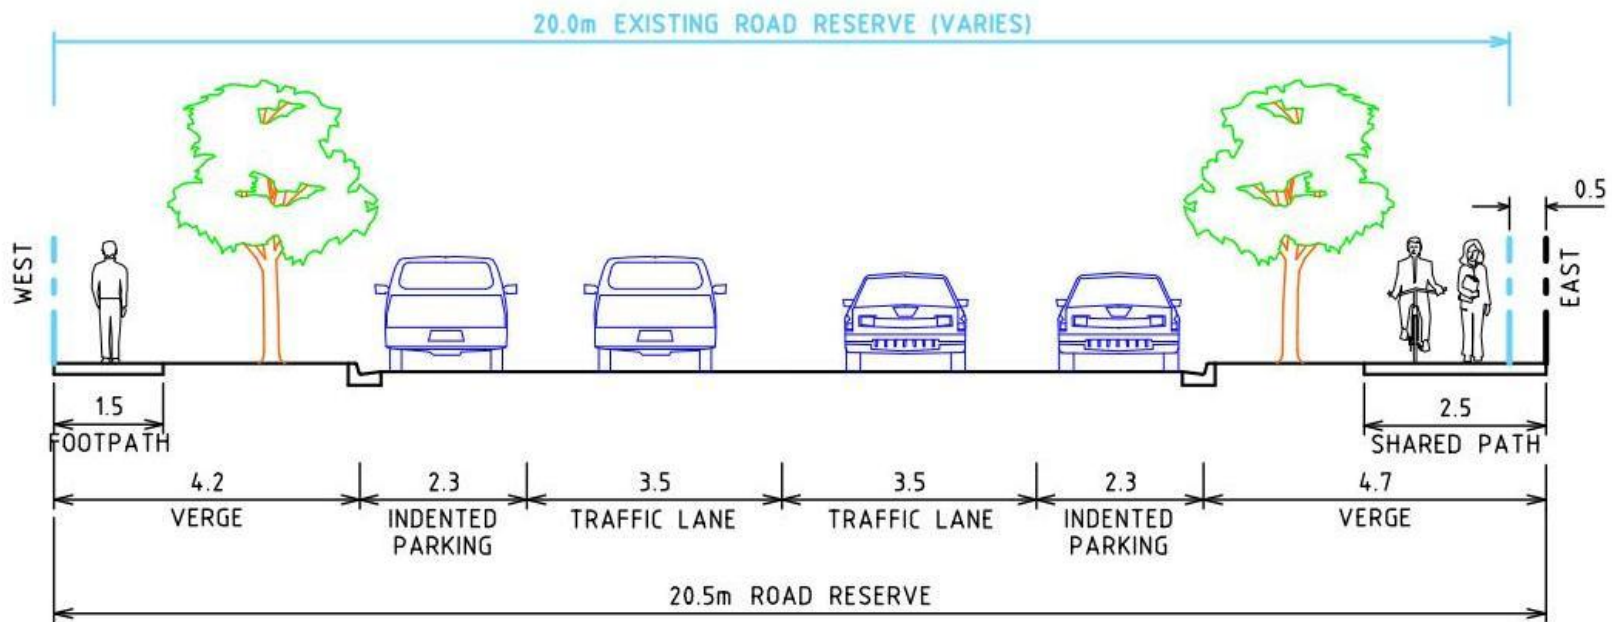 20.0m EXISTING ROAD RESERVE (VARIES)
0.5
WEST
EAST
1.5
FOOTPATH
2.5
SHARED PATH
4.2
VERGE
2.3
INDENTED
PARKING
3.5
TRAFFIC LANE
3.5
TRAFFIC LANE
2.3
INDENTED
PARKING
4.7
VERGE
20.5m ROAD RESERVE